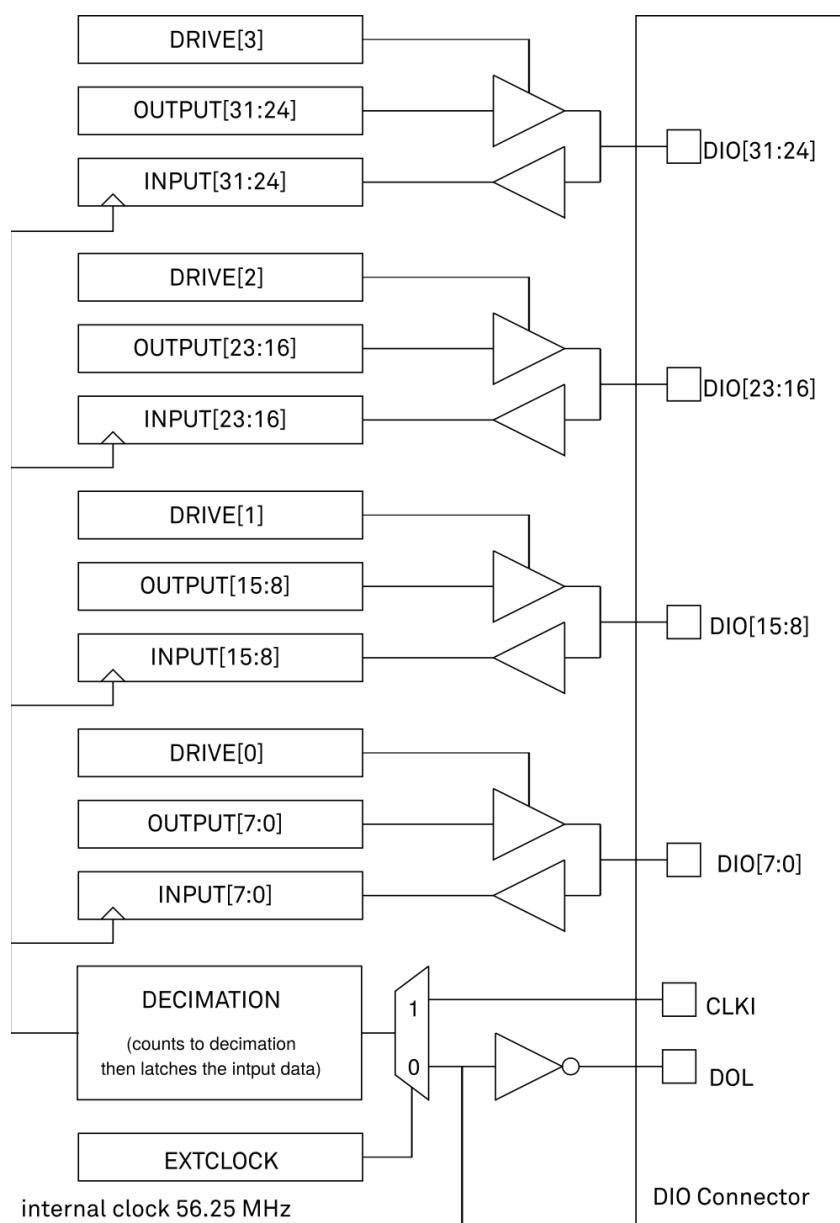 DRIVE[3]
OUTPUT[31:24]
INPUT[31:24]
DIO[31:24]
DRIVE[2]
OUTPUT[23:16]
INPUT[23:16]
DIO[23:16]
DRIVE[1]
OUTPUT[15:8]
INPUT[15:8]
DIO[15:8]
DRIVE[0]
OUTPUT[7:0]
INPUT[7:0]
DIO[7:0]
DECIMATION
(counts to decimation
then latches the intput data)
1
0
CLKI
DOL
EXTCLOCK
internal clock 56.25 MHz
DIO Connector